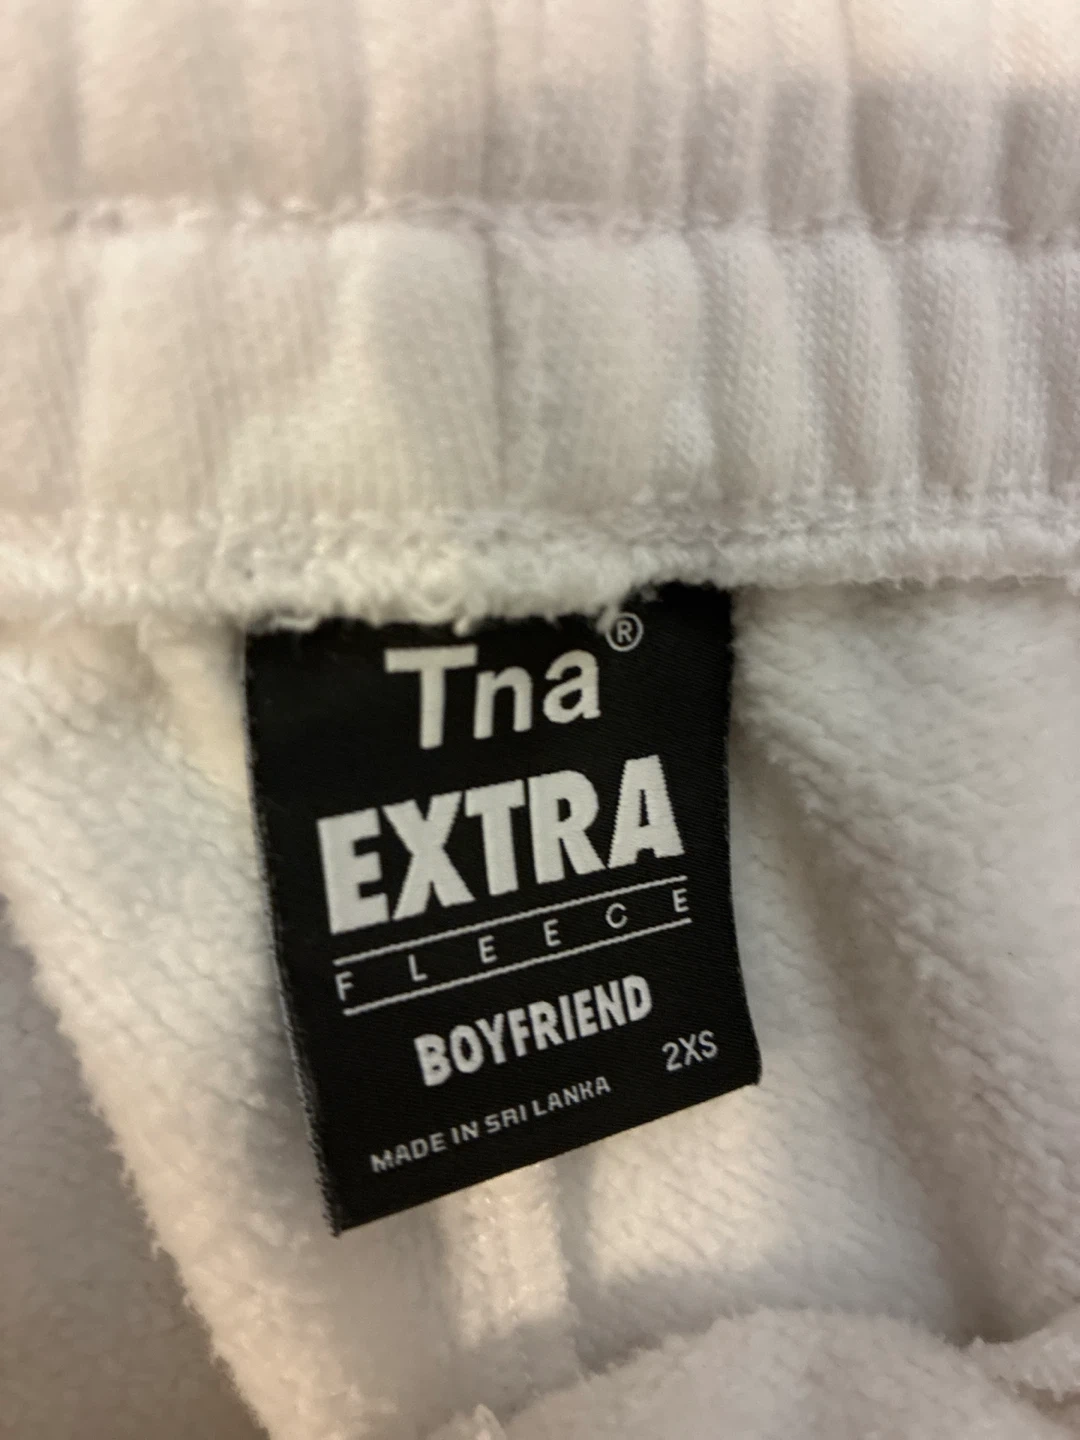 Tna®
EXTRA
FLEECE
BOYFRIEND
2XS
MADE IN SRI LANKA